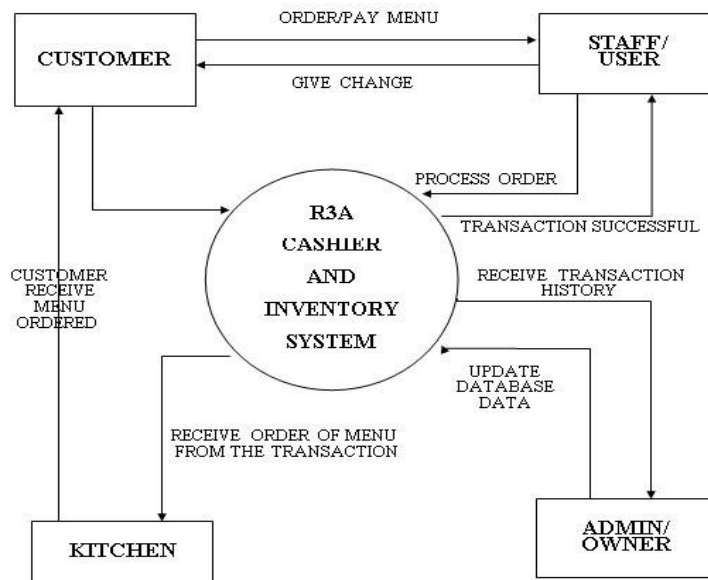 ORDER/PAY MENU
CUSTOMER
STAFF/
USER
GIVE CHANGE
PROCESS ORDER
R3A
CASHIER
AND
INVENTORY
SYSTEM
TRANSACTION SUCCESSFUL
CUSTOMER
RECEIVE
MENU
ORDERED
RECEIVE TRANSACTION
HISTORY
UPDATE
DATABASE
DATA
RECEIVE ORDER OF MENU
FROM THE TRANSACTION
KITCHEN
ADMIN/
OWNER